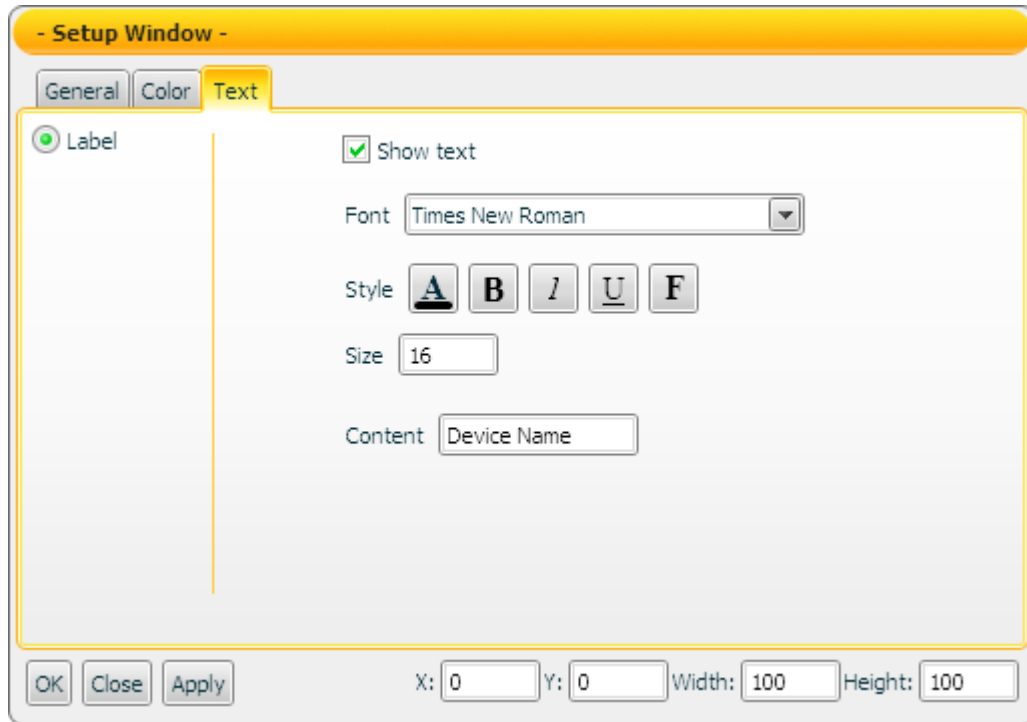 - Setup Window -
General Color Text
Label
Show text
Font Times New Roman
Style A B I U F
Size 16
Content Device Name
OK Close Apply X: 0 Y: 0 Width: 100 Height: 100